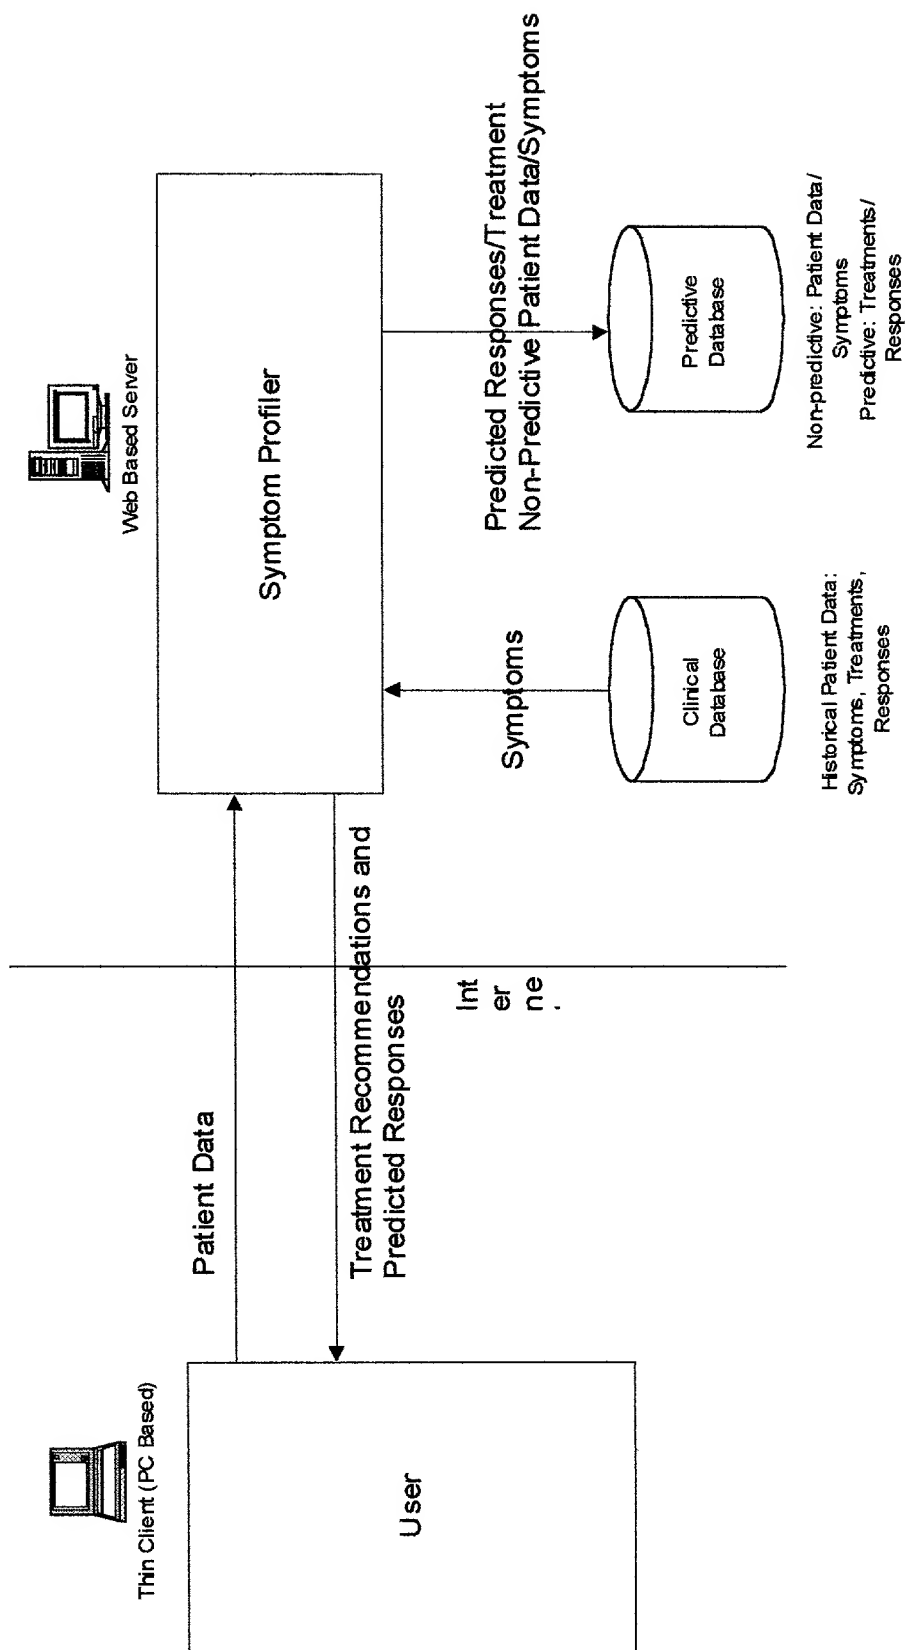 Thin Client (PC Based)
User
Patient Data
Treatment Recommendations and
Predicted Responses
Int
er
ne
Web Based Server
Symptom Profiler
Symptoms
Clinical
Database
Historical Patient Data:
Symptoms, Treatments,
Responses
Predicted Responses/Treatment
Non-Predictive Patient Data/Symptoms
Predictive
Database
Non-predictive: Patient Data/
Symptoms
Predictive: Treatments/
Responses